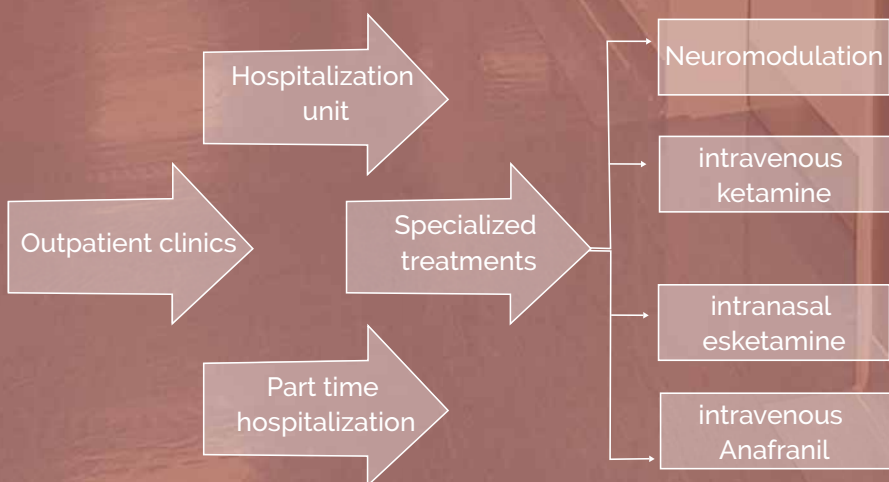 Hospitalization
unit
Outpatient clinics
Specialized
treatments
Part time
hospitalization
Neuromodulation
intravenous
ketamine
intranasal
esketamine
intravenous
Anafranil